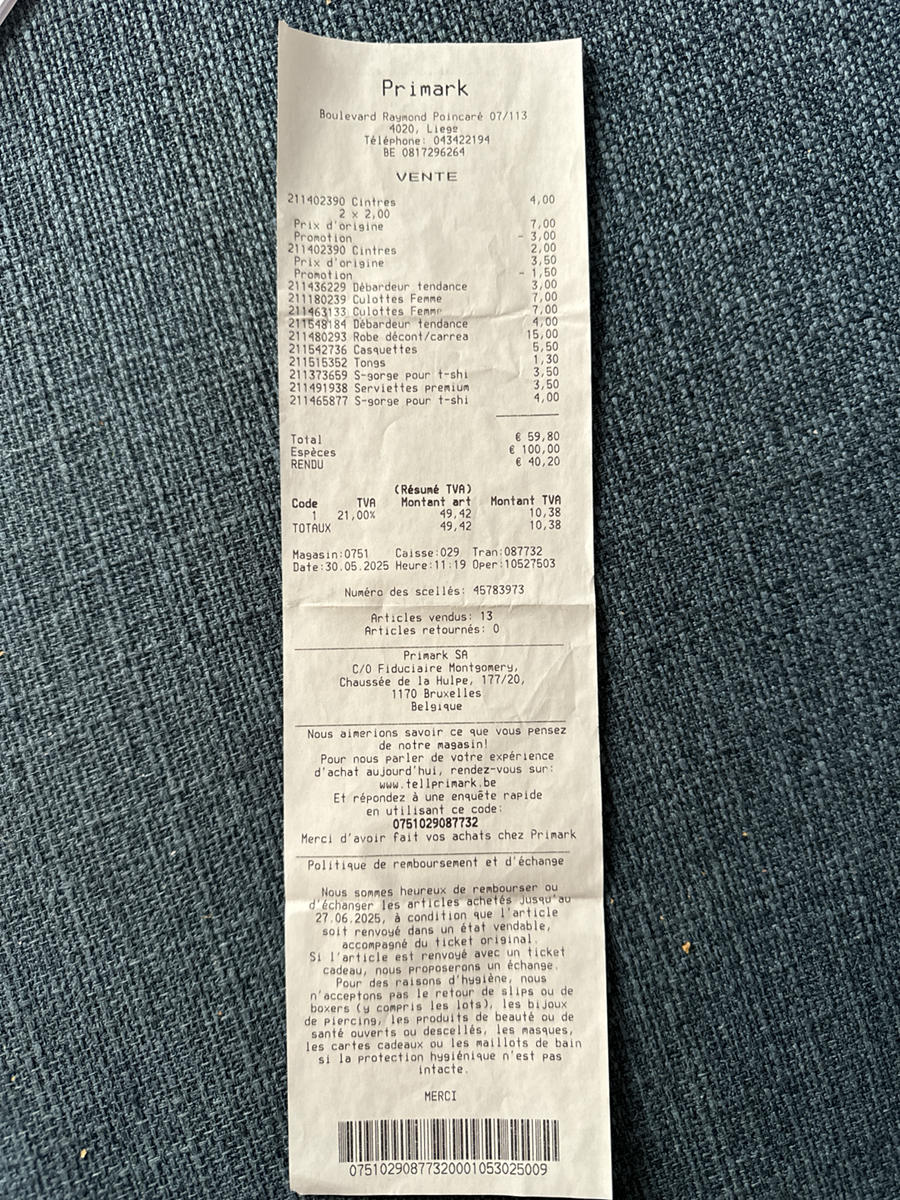 Primark
Boulevard Raymond Poincaré 07/113
4020, Liege
Téléphone: 043422194
BE 0817296264
VENTE
211402390 Cintres 4,00
2 x 2,00
Prix d'origine 7,00
Promotion - 3,00
211402390 Cintres 2,00
Prix d'origine 3,50
Promotion - 1,50
211436229 Débardeur tendance 3,00
211180239 Culottes Femme 7,00
211463133 Culottes Femme 7,00
211548184 Débardeur tendance 4,00
211480293 Robe décont/carrea 15,00
211542736 Casquettes 5,50
211515352 Tongs 1,30
211373659 S-gorge pour t-shi 3,50
211491938 Serviettes premium 3,50
211465877 S-gorge pour t-shi 4,00
Total € 59,80
Espèces € 100,00
RENDU € 40,20
(Résumé TVA)
Code TVA Montant art Montant TVA
1 21,00% 49,42 10,38
TOTAUX 49,42 10,38
Magasin:0751 Caisse:029 Tran:087732
Date:30.05.2025 Heure:11:19 Oper:10527503
Numéro des scellés: 45783973
Articles vendus: 13
Articles retournés: 0
Primark SA
C/O Fiduciaire Montgomery,
Chaussée de la Hulpe, 177/20,
1170 Bruxelles
Belgique
Nous aimerions savoir ce que vous pensez
de notre magasin!
Pour nous parler de votre expérience
d'achat aujourd'hui, rendez-vous sur:
www.tellprimark.be
Et répondez à une enquête rapide
en utilisant ce code:
0751029087732
Merci d'avoir fait vos achats chez Primark
Politique de remboursement et d'échange
Nous sommes heureux de rembourser ou
d'échanger les articles achetés jusqu'au
27.06.2025, à condition que l'article
soit renvoyé dans un état vendable,
accompagné du ticket original.
Si l'article est renvoyé avec un ticket
cadeau, nous proposerons un échange.
Pour des raisons d'hygiène, nous
n'acceptons pas le retour de slips ou de
boxers (y compris les lots), les bijoux
de piercing, les produits de beauté ou de
santé ouverts ou descellés, les masques,
les cartes cadeaux ou les maillots de bain
si la protection hygiénique n'est pas
intacte.
MERCI
07510290877320001053025009